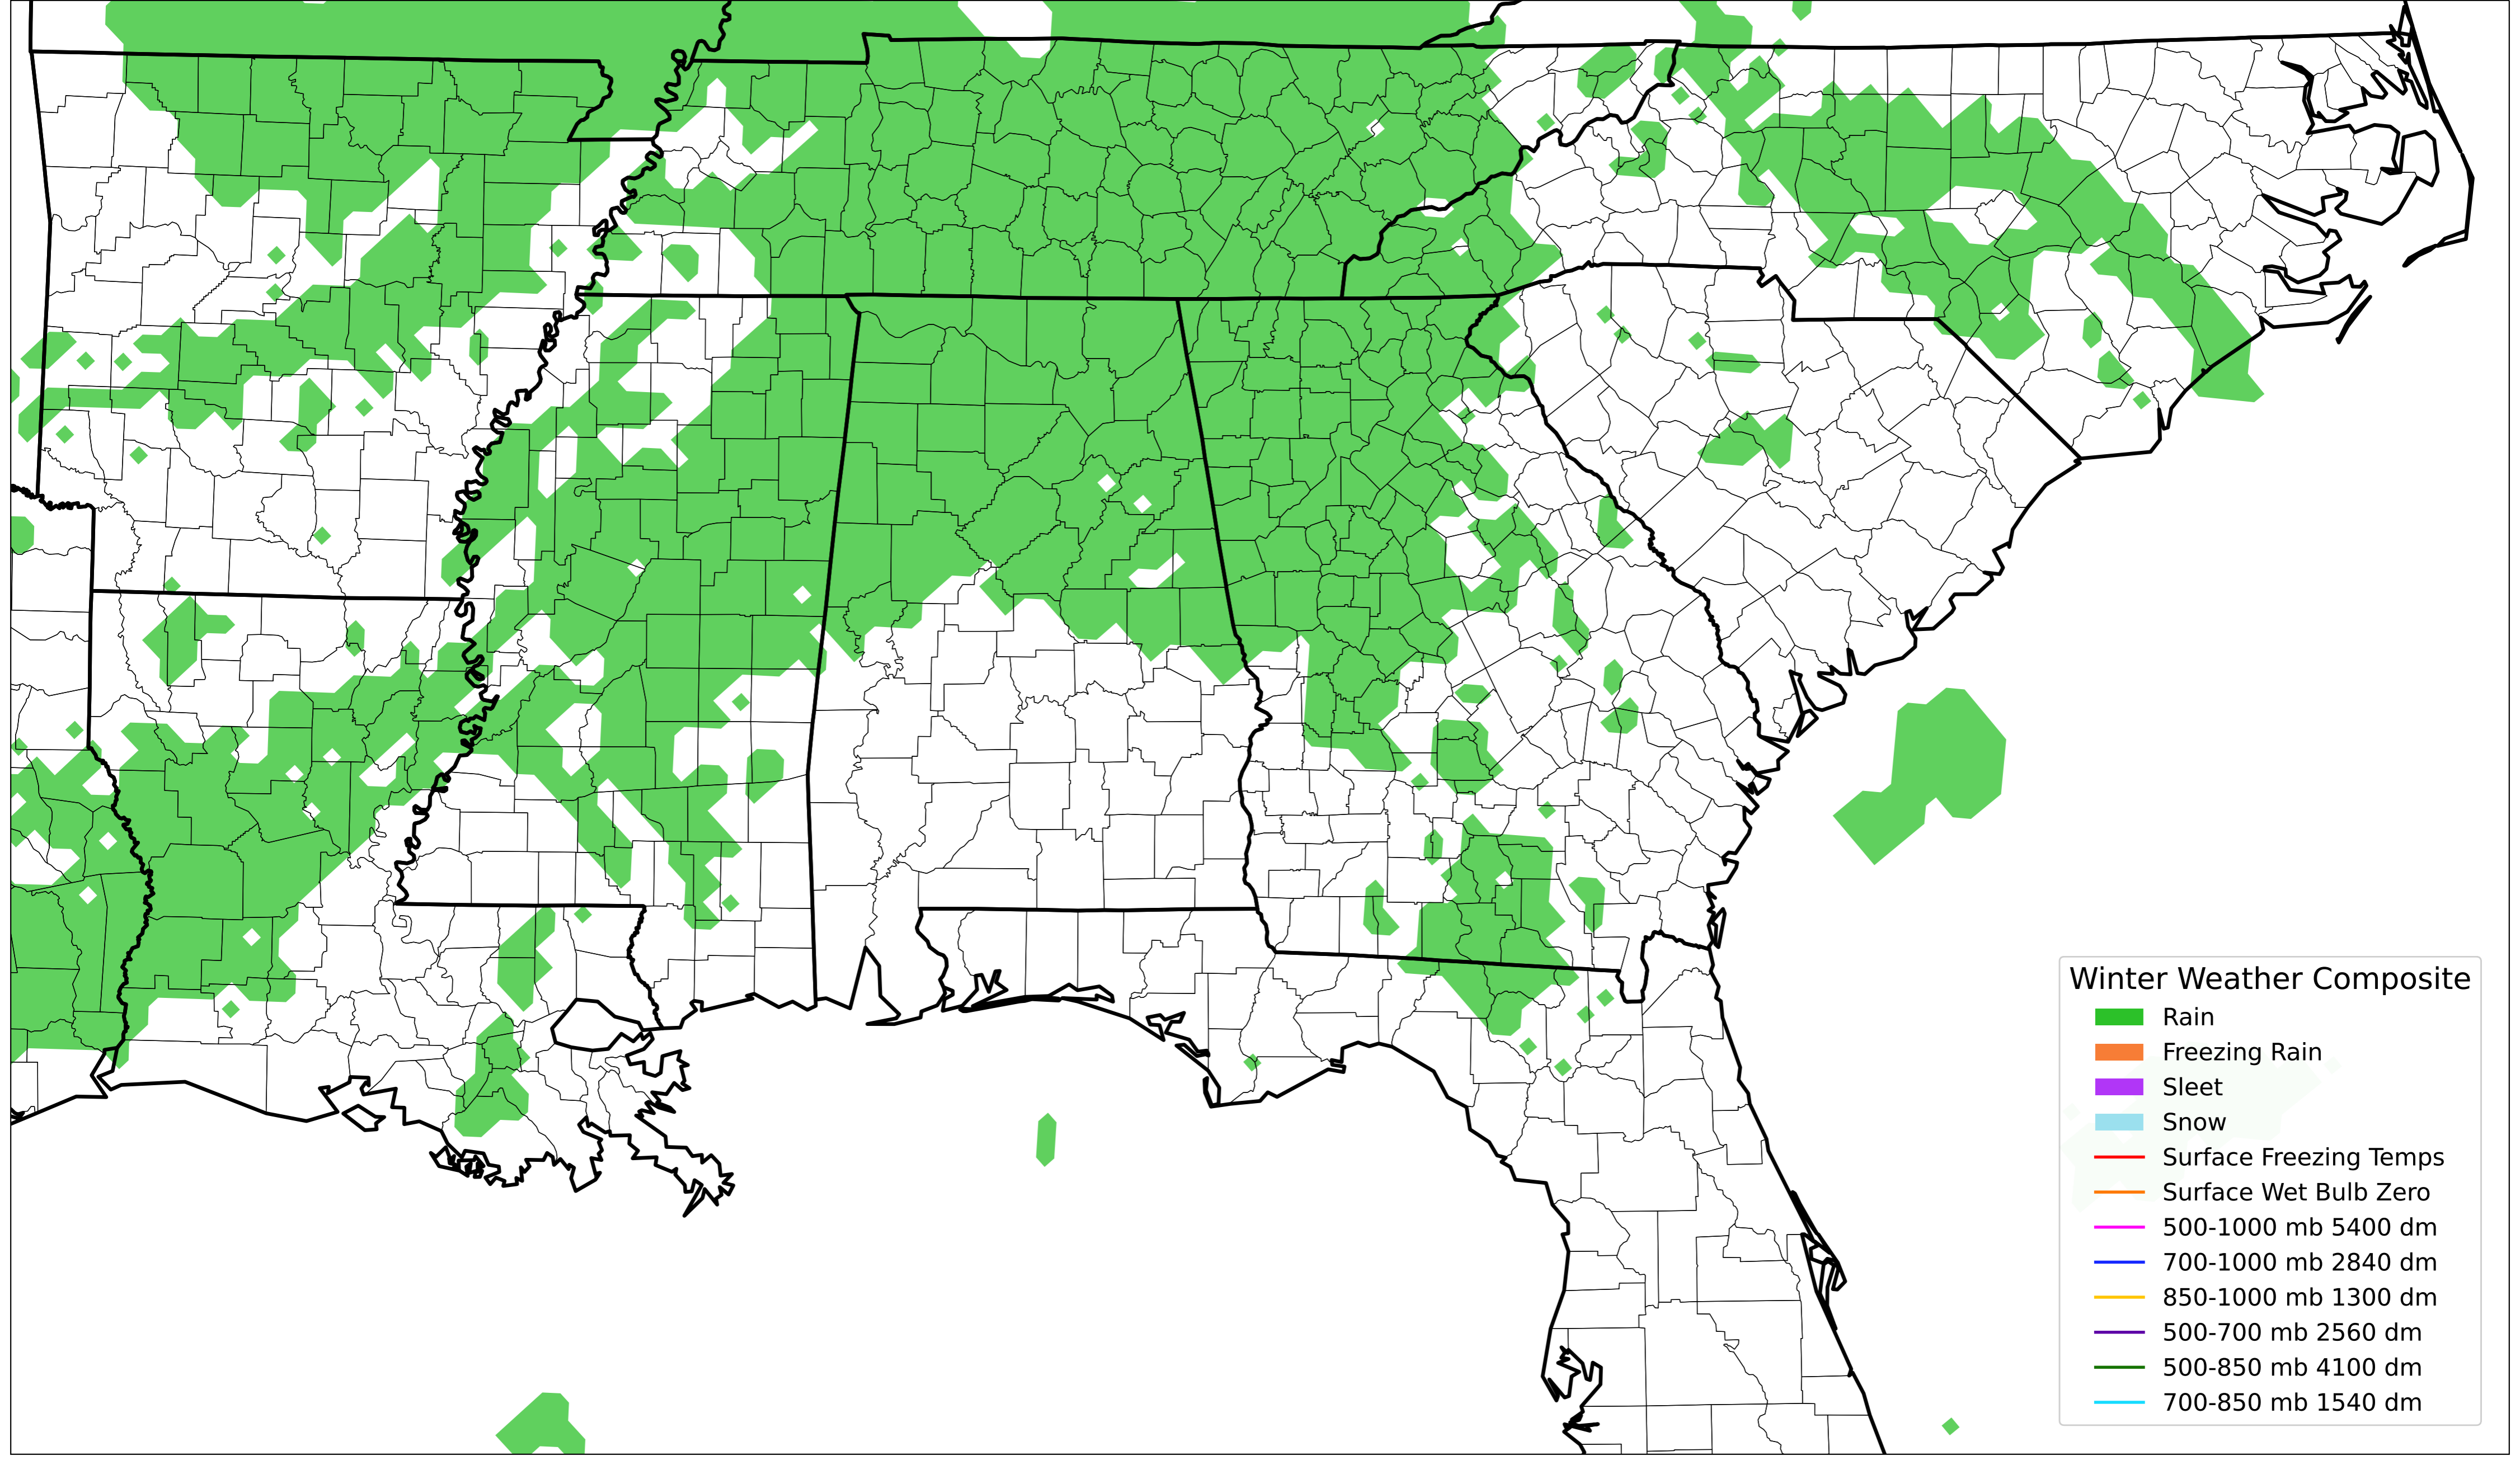 Winter Weather Composite
Rain
Freezing Rain
Sleet
Snow
Surface Freezing Temps
Surface Wet Bulb Zero
500-1000 mb 5400 dm
700-1000 mb 2840 dm
850-1000 mb 1300 dm
500-700 mb 2560 dm
500-850 mb 4100 dm
700-850 mb 1540 dm